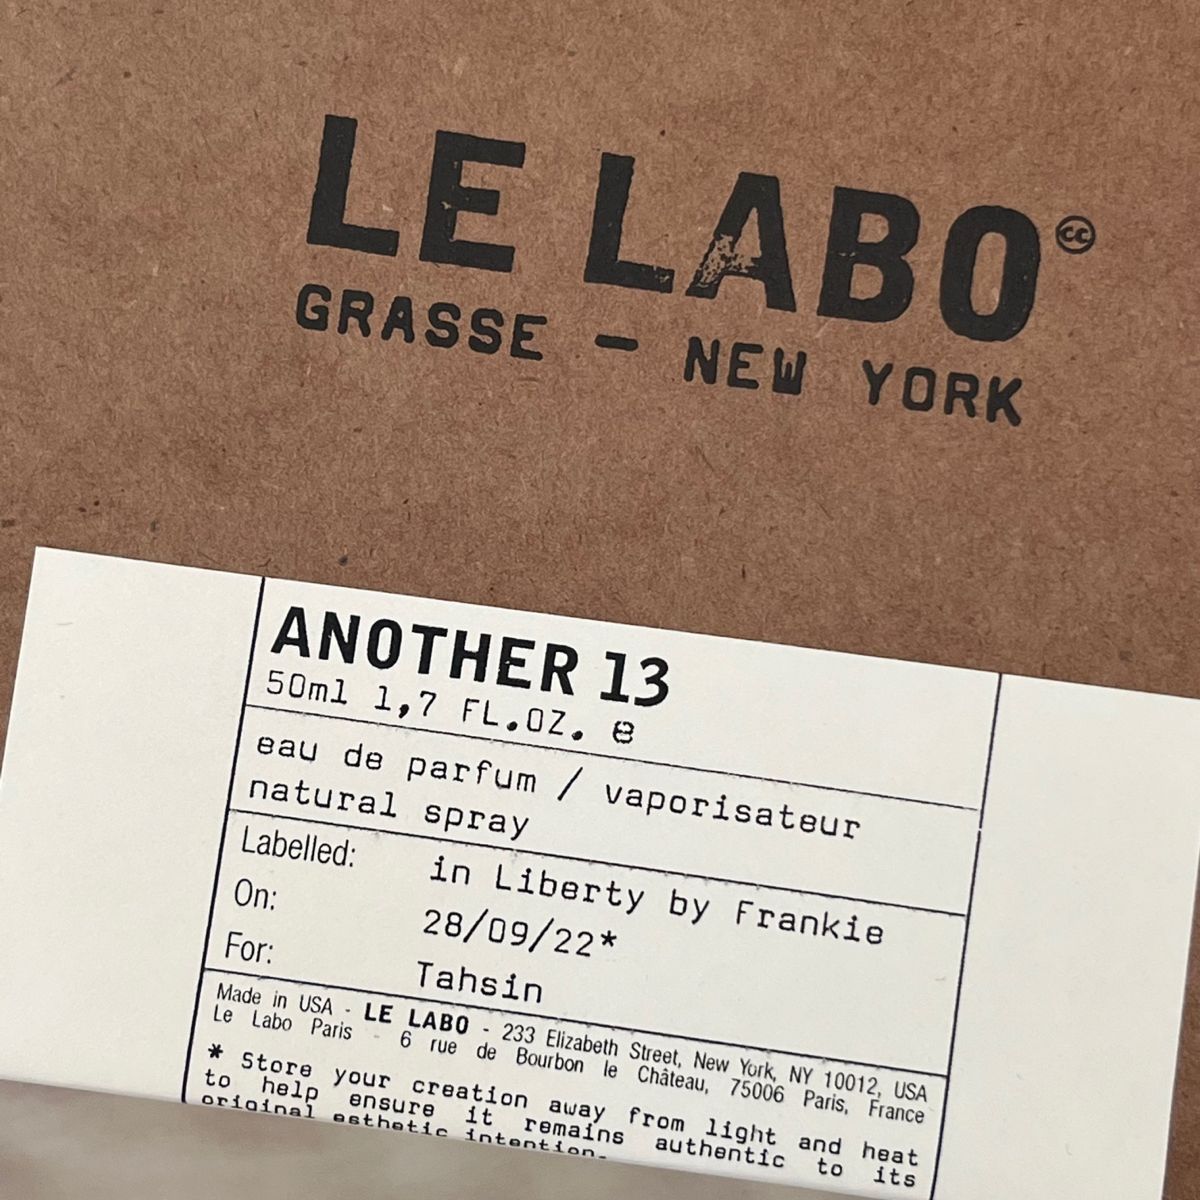 LE LABO
GRASSE – NEW YORK
ANOTHER 13
50ml 1,7 FL.OZ. e
eau de parfum / vaporisateur
natural spray
Labelled: in Liberty by Frankie
On: 28/09/22*
For: Tahsin
Made in USA - LE LABO - 233 Elizabeth Street, New York, NY 10012, USA
Le Labo Paris - 6 rue de Bourbon le Château, 75006 Paris, France
* Store your creation away from light and heat
to help ensure it remains authentic to its
original esthetic intention.